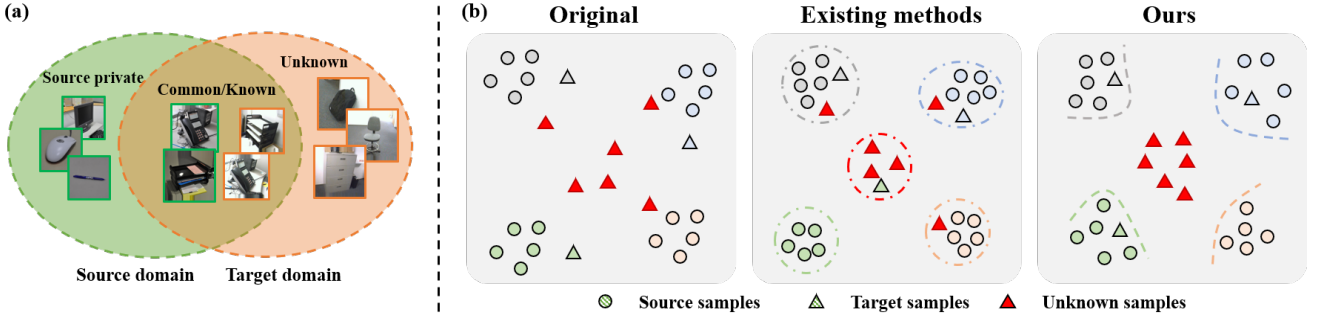 (a)
Source private
Common/Known
Unknown
Source domain
Target domain
(b)
Original
Existing methods
Ours
Source samples
Target samples
Unknown samples